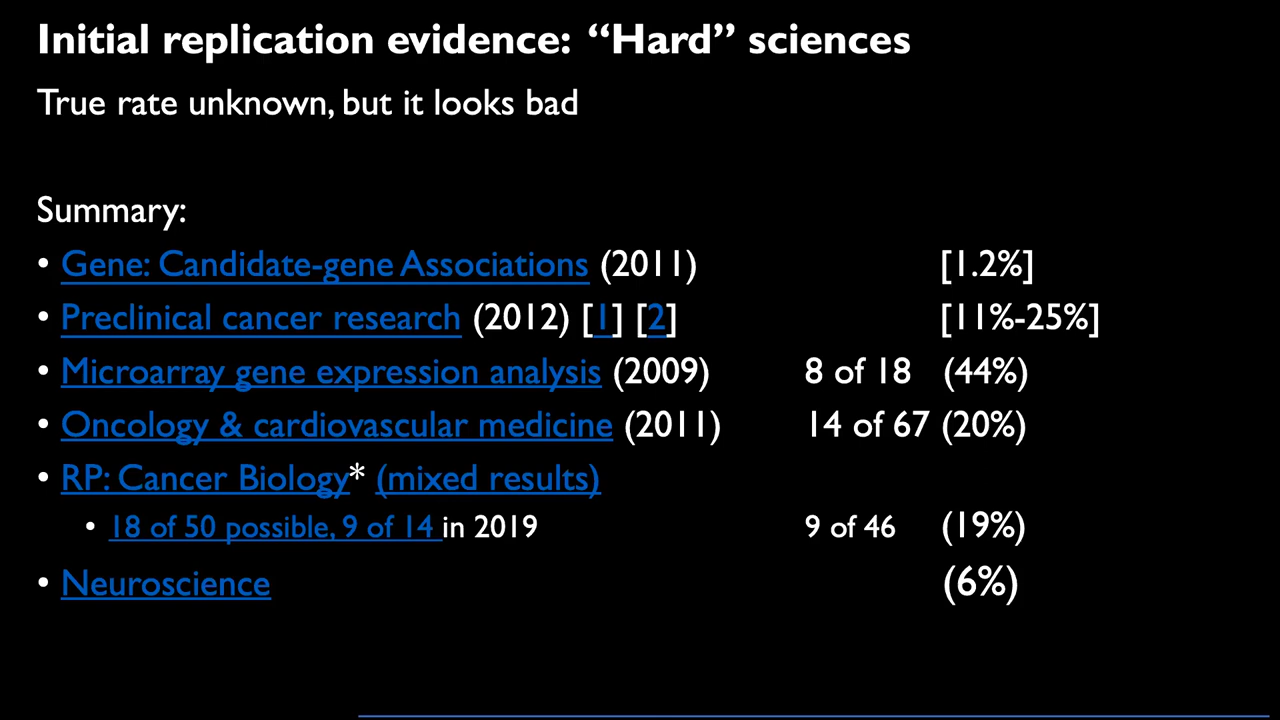 Initial replication evidence: “Hard” sciences
True rate unknown, but it looks bad
Summary:
• Gene: Candidate-gene Associations (2011) [1.2%]
• Preclinical cancer research (2012) [1] [2] [11%-25%]
• Microarray gene expression analysis (2009) 8 of 18 (44%)
• Oncology & cardiovascular medicine (2011) 14 of 67 (20%)
• RP: Cancer Biology* (mixed results)
• 18 of 50 possible, 9 of 14 in 2019 9 of 46 (19%)
• Neuroscience (6%)